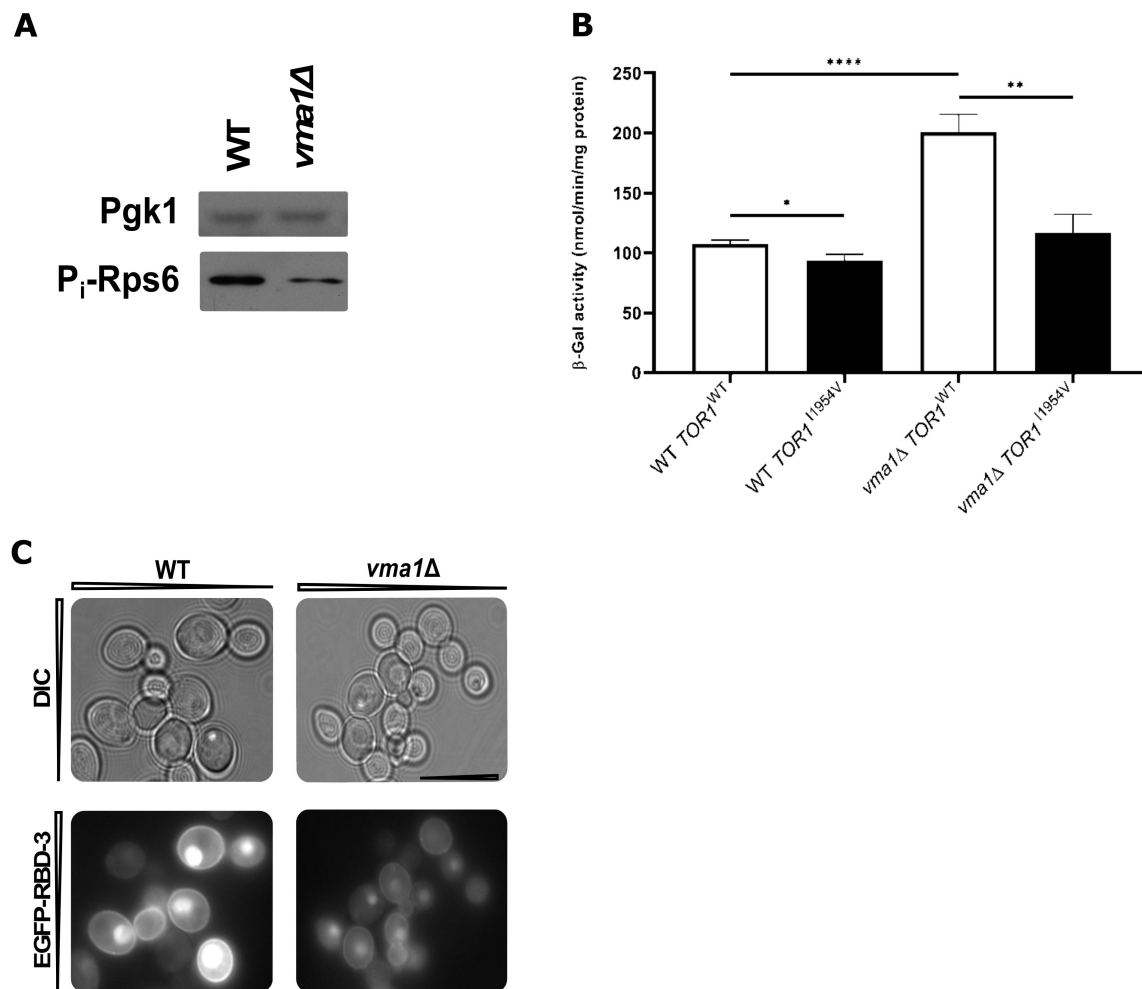 A
WT
vma1Δ
Pgk1
Pi-Rps6
B
β-Gal activity (nmol/min/mg protein)
250
200
150
100
50
0
****
**
*
WT TOR1WT
WT TOR1I1954V
vma1Δ TOR1WT
vma1Δ TOR1I1954V
C
WT
vma1Δ
DIC
EGFP-RBD-3